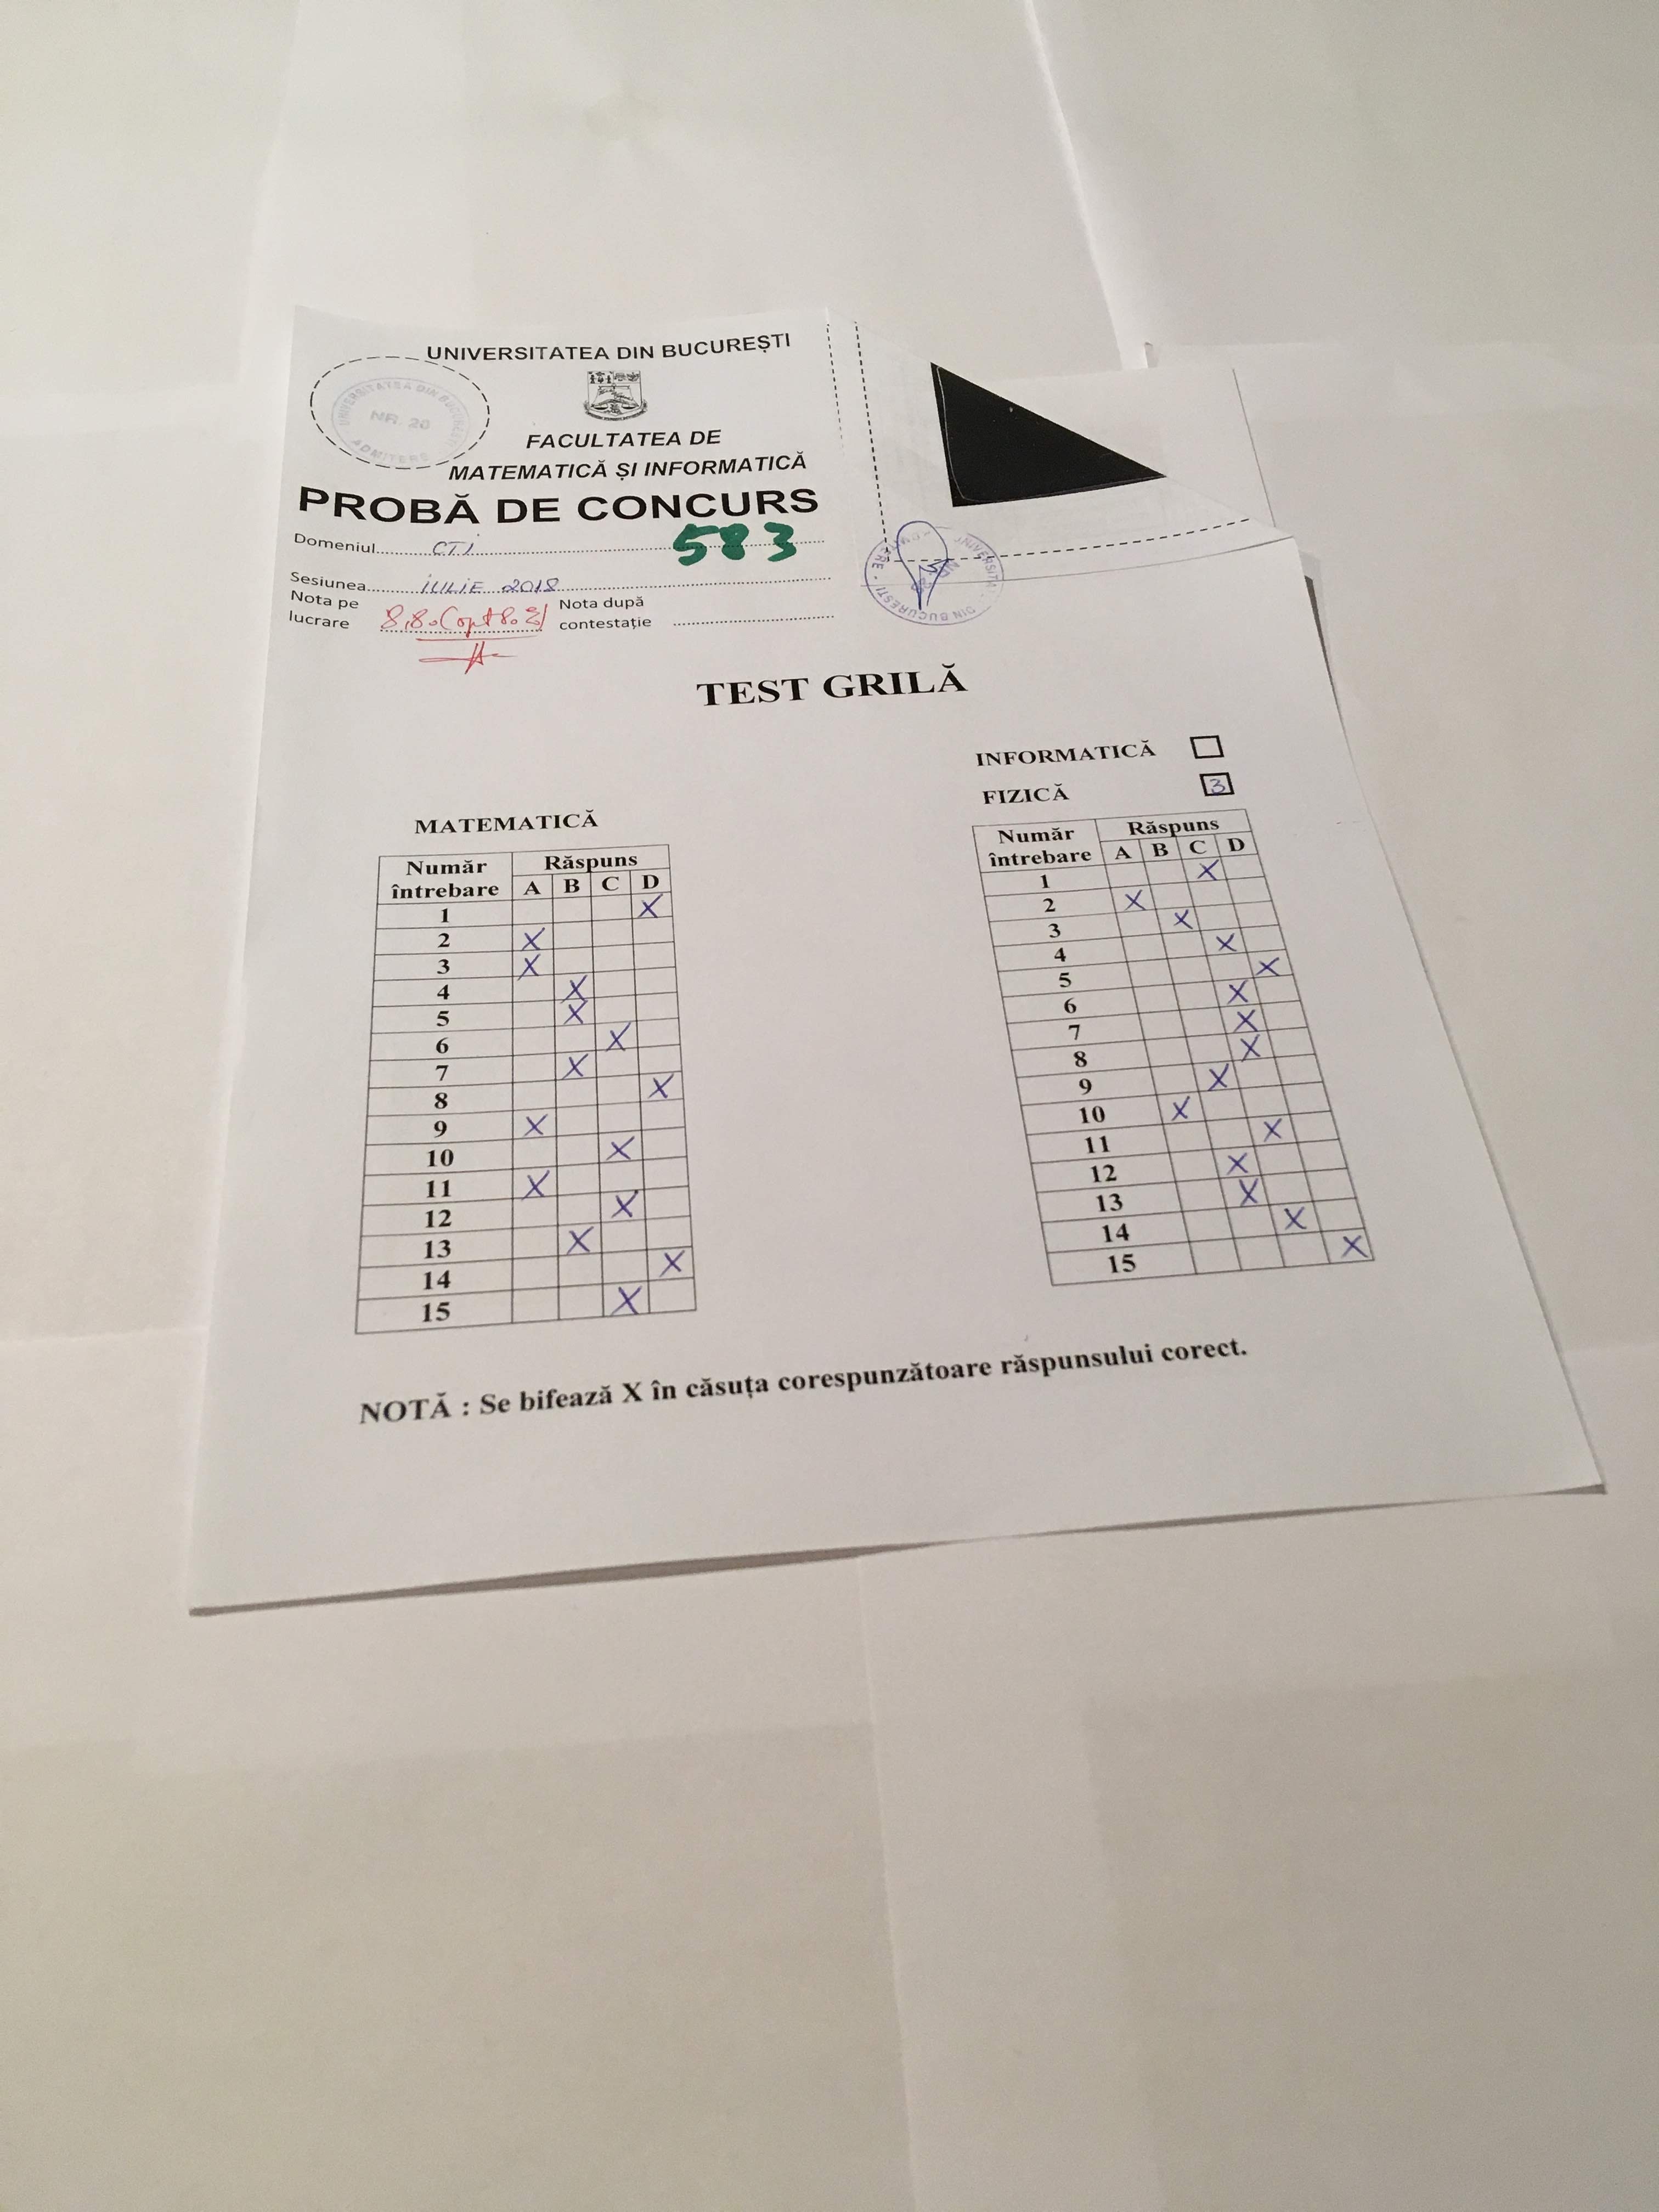 UNIVERSITATEA DIN BUCUREȘTI
UNIVERSITATEA DIN BUCUREȘTI
NR. 20
ADMITERE
FACULTATEA DE
MATEMATICĂ ȘI INFORMATICĂ
PROBĂ DE CONCURS
Domeniul CTI 583
Sesiunea IULIE 2018
Nota pe lucrare 8,80 (opt 80%)
Nota după contestație
UNIVERSITATEA DIN BUCUREȘTI
TEST GRILĂ
INFORMATICĂ
FIZICĂ 3
MATEMATICĂ
Număr întrebare Răspuns
A B C D
1 X
2 X
3 X
4 X
5 X
6 X
7 X
8 X
9 X
10 X
11 X
12 X
13 X
14 X
15 X
Număr întrebare Răspuns
A B C D
1 X
2 X
3 X
4 X
5 X
6 X
7 X
8 X
9 X
10 X
11 X
12 X
13 X
14 X
15 X
NOTĂ : Se bifează X în căsuța corespunzătoare răspunsului corect.